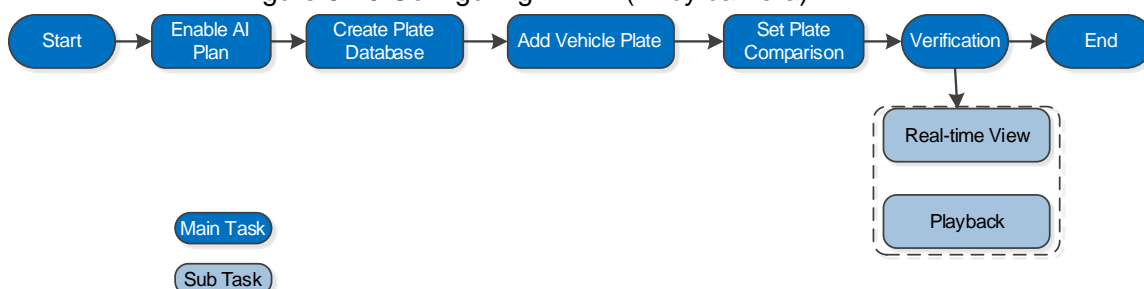 Start
Enable AI
Plan
Create Plate
Database
Add Vehicle Plate
Set Plate
Comparison
Verification
End
Real-time View
Playback
Main Task
Sub Task